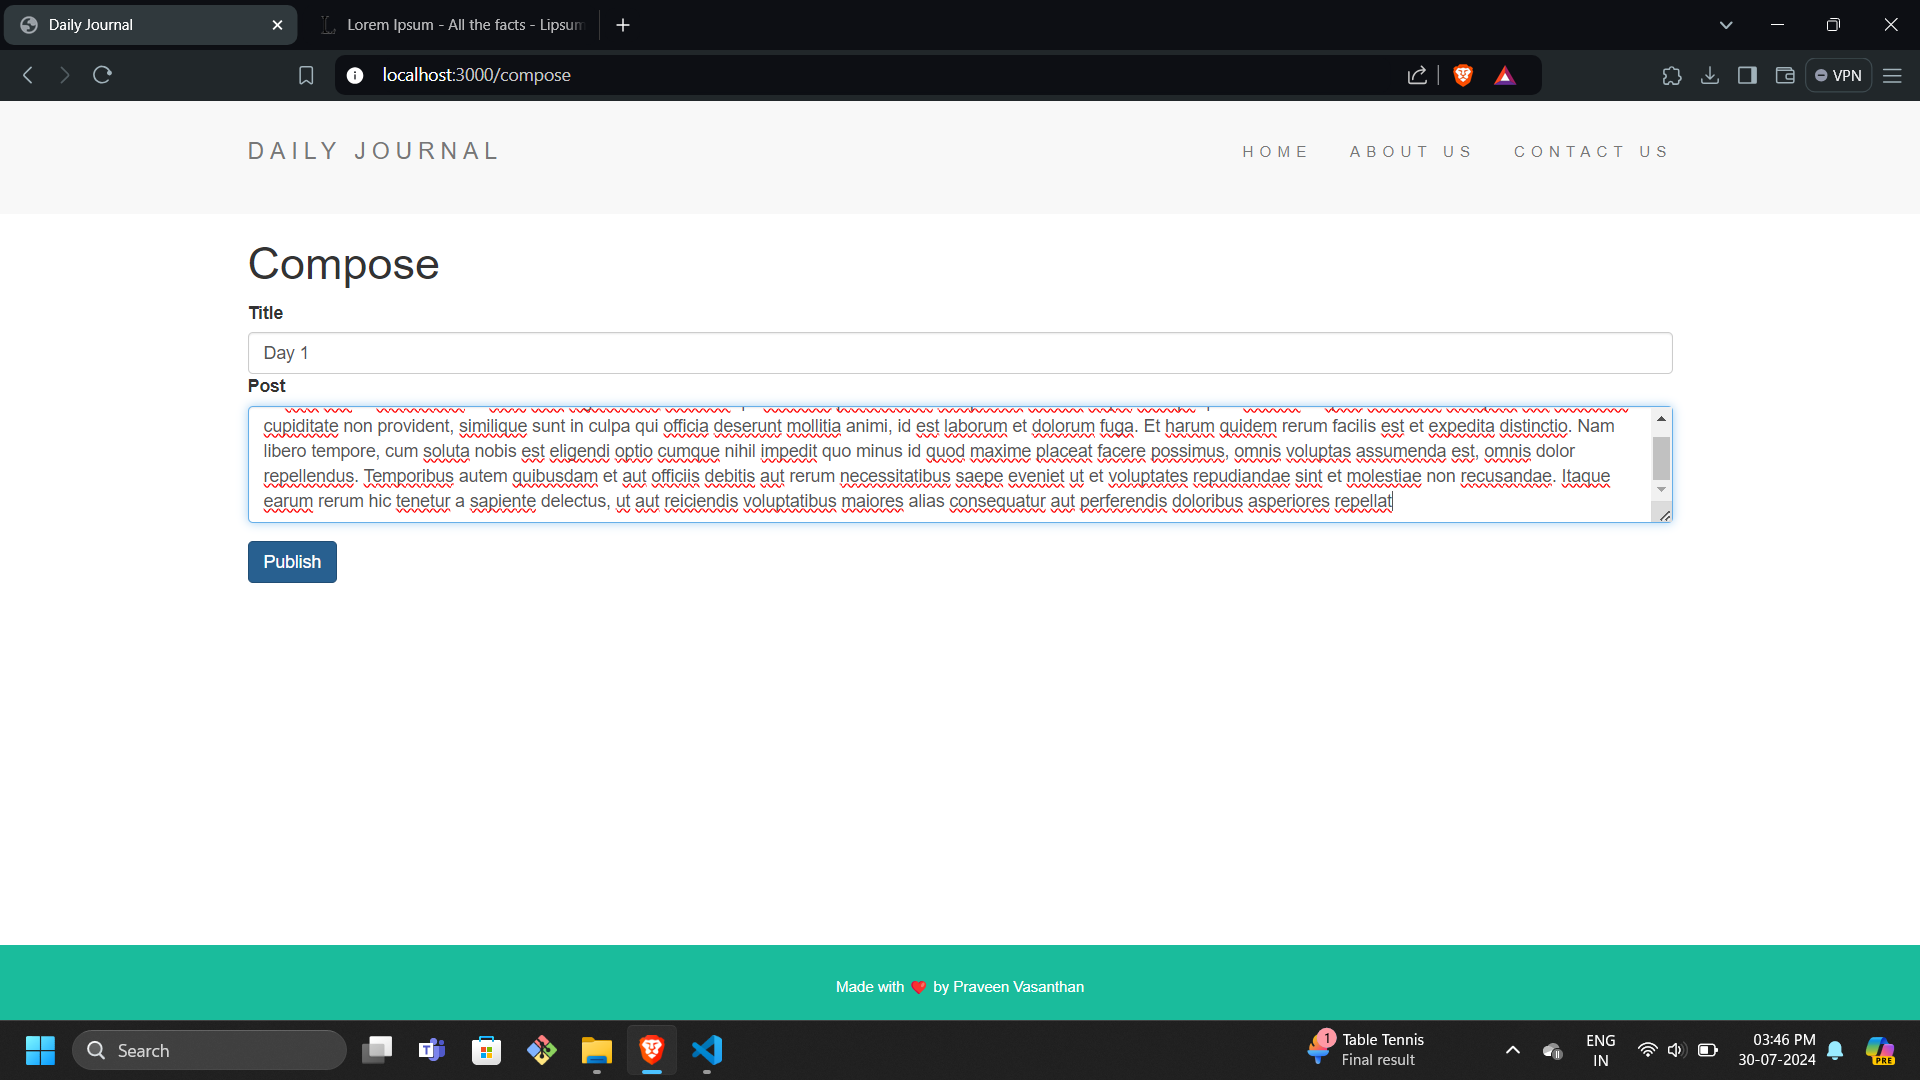 Daily Journal
Lorem Ipsum - All the facts - Lipsum
localhost:3000/compose
VPN
DAILY JOURNAL
HOME
ABOUT US
CONTACT US
Compose
Title
Day 1
Post
cupiditate non provident, similique sunt in culpa qui officia deserunt mollitia animi, id est laborum et dolorum fuga. Et harum quidem rerum facilis est et expedita distinctio. Nam
libero tempore, cum soluta nobis est eligendi optio cumque nihil impedit quo minus id quod maxime placeat facere possimus, omnis voluptas assumenda est, omnis dolor
repellendus. Temporibus autem quibusdam et aut officiis debitis aut rerum necessitatibus saepe eveniet ut et voluptates repudiandae sint et molestiae non recusandae. Itaque
earum rerum hic tenetur a sapiente delectus, ut aut reiciendis voluptatibus maiores alias consequatur aut perferendis doloribus asperiores repellat
Publish
Made with ❤️ by Praveen Vasanthan
Search
1
Table Tennis
Final result
ENG
IN
03:46 PM
30-07-2024
PRE